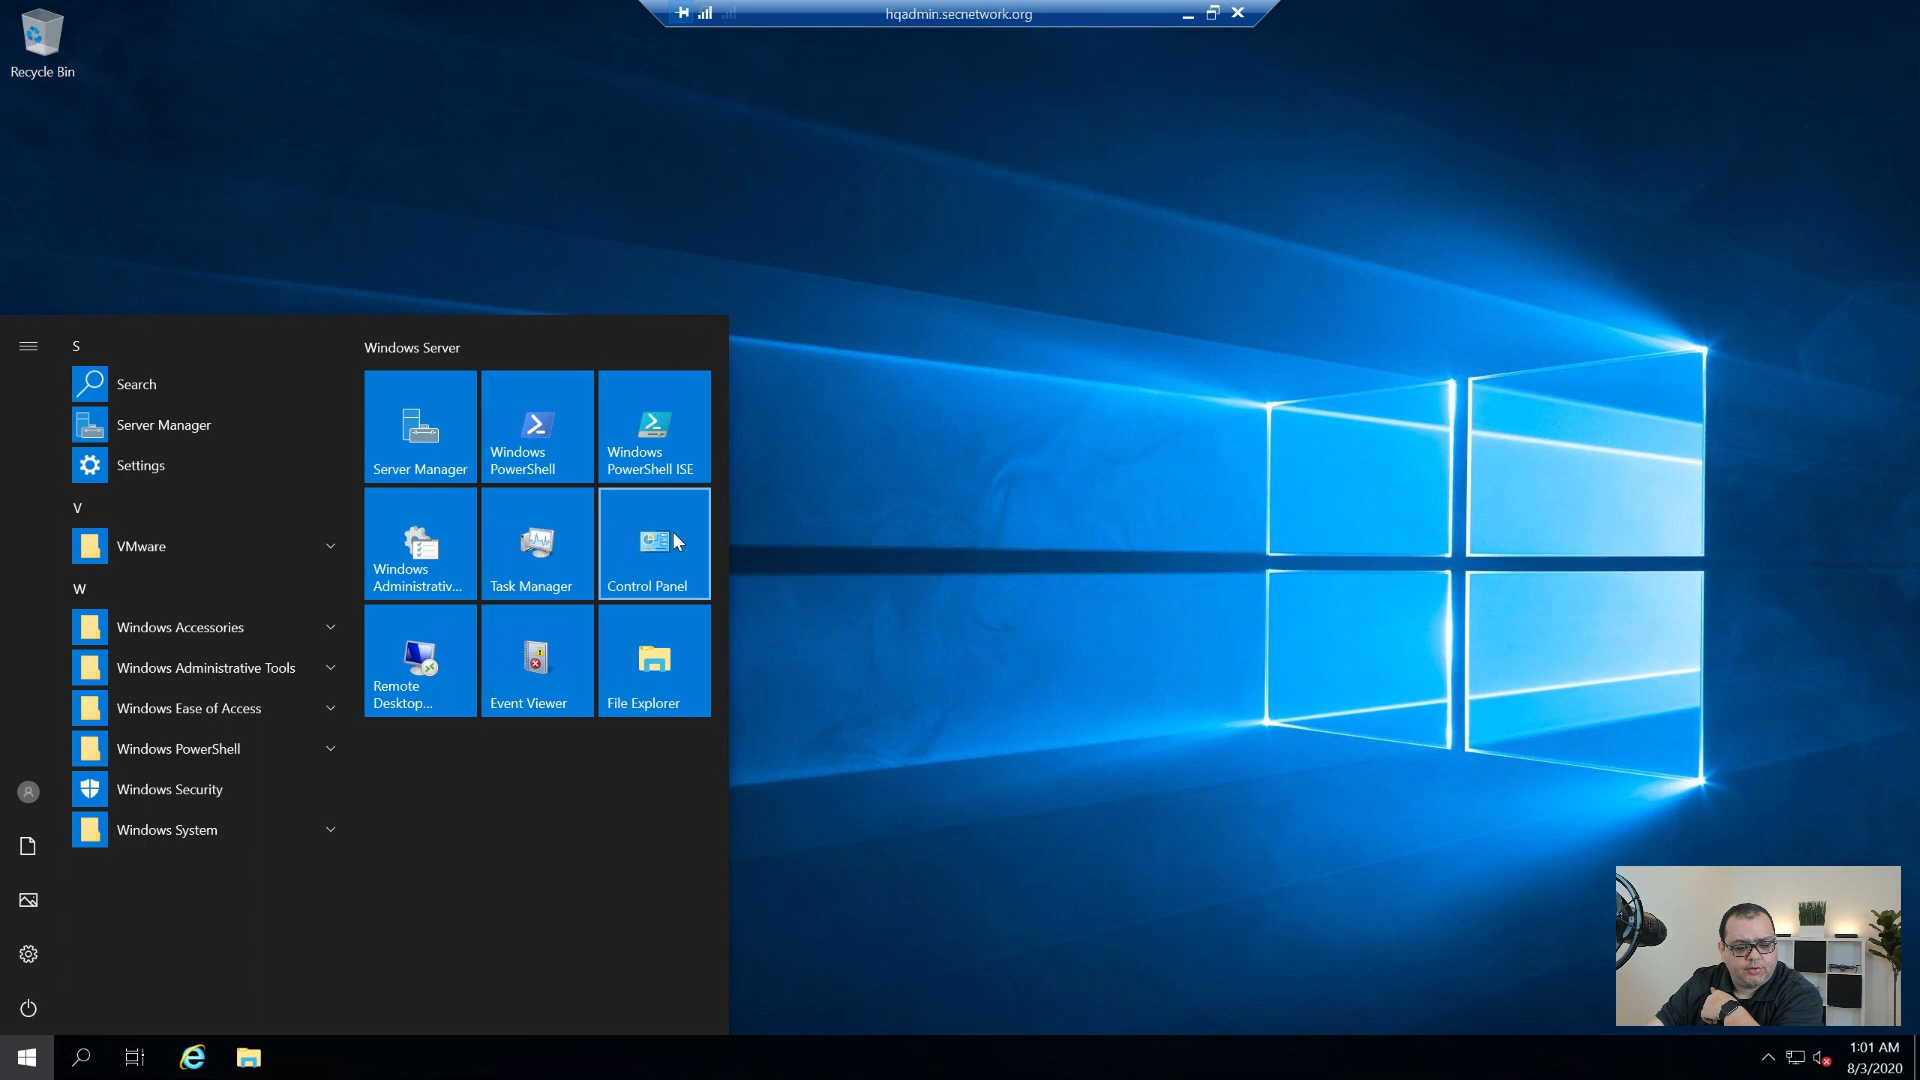 hqadmin.secnetwork.org
Recycle Bin
S
Search
Server Manager
Settings
V
VMware
W
Windows Accessories
Windows Administrative Tools
Windows Ease of Access
Windows PowerShell
Windows Security
Windows System
Windows Server
Server Manager
Windows
PowerShell
Windows
PowerShell ISE
Windows
Administrativ...
Task Manager
Control Panel
Remote
Desktop...
Event Viewer
File Explorer
1:01 AM
8/3/2020